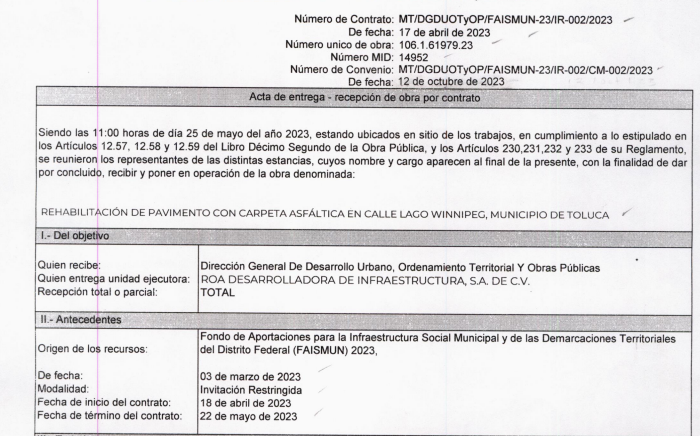 Número de Contrato: MT/DGDUOTyOP/FAISMUN-23/IR-002/2023
De fecha: 17 de abril de 2023
Número unico de obra: 106.1.61979.23
Número MID: 14952
Número de Convenio: MT/DGDUOTyOP/FAISMUN-23/IR-002/CM-002/2023
De fecha: 12 de octubre de 2023
Acta de entrega - recepción de obra por contrato
Siendo las 11:00 horas de día 25 de mayo del año 2023, estando ubicados en sitio de los trabajos, en cumplimiento a lo estipulado en
los Artículos 12.57, 12.58 y 12.59 del Libro Décimo Segundo de la Obra Pública, y los Artículos 230,231,232 y 233 de su Reglamento,
se reunieron los representantes de las distintas estancias, cuyos nombre y cargo aparecen al final de la presente, con la finalidad de dar
por concluido, recibir y poner en operación de la obra denominada:
REHABILITACIÓN DE PAVIMENTO CON CARPETA ASFÁLTICA EN CALLE LAGO WINNIPEG, MUNICIPIO DE TOLUCA
I.- Del objetivo
Quien recibe: Dirección General De Desarrollo Urbano, Ordenamiento Territorial Y Obras Públicas
Quien entrega unidad ejecutora: ROA DESARROLLADORA DE INFRAESTRUCTURA, S.A. DE C.V.
Recepción total o parcial: TOTAL
II.- Antecedentes
Origen de los recursos: Fondo de Aportaciones para la Infraestructura Social Municipal y de las Demarcaciones Territoriales
del Distrito Federal (FAISMUN) 2023,
De fecha: 03 de marzo de 2023
Modalidad: Invitación Restringida
Fecha de inicio del contrato: 18 de abril de 2023
Fecha de término del contrato: 22 de mayo de 2023